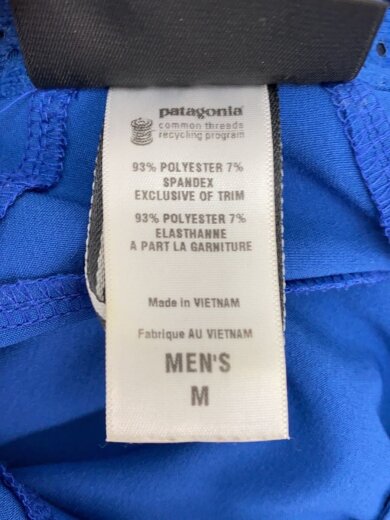 patagonia
common threads
recycling program
93% POLYESTER 7%
SPANDEX
EXCLUSIVE OF TRIM
93% POLYESTER 7%
ELASTHANNE
A PART LA GARNITURE
Made in VIETNAM
Fabrique AU VIETNAM
MEN'S
M